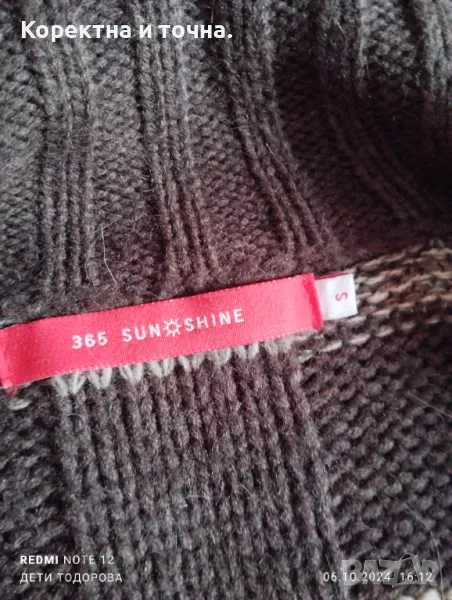 Коректна и точна.
365 SUN☼SHINE
S
REDMI NOTE 12
ДЕТИ ТОДОРОВА
06.10.2024 16:12